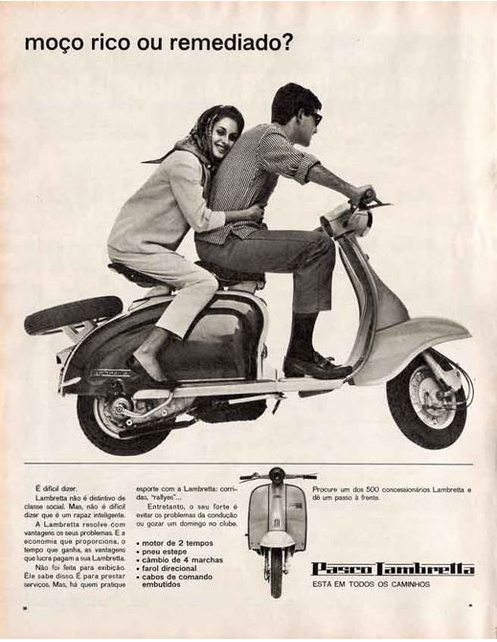 moço rico ou remediado?
É difícil dizer.
Lambretta não é distintivo de
classe social. Mas, não é difícil
dizer que é um rapaz inteligente.
A Lambretta resolve com
vantagens os seus problemas. E a
economia que proporciona, o
tempo que ganha, as vantagens
que lucra pagam a sua Lambretta.
Não foi feita para exibição.
Êle sabe disso. É para prestar
serviços. Mas, há quem pratique
esporte com a Lambretta: corri-
das, "rallyes"...
Entretanto, o seu forte é
evitar os problemas da condução
ou gozar um domingo no clube.
• motor de 2 tempos
• pneu estepe
• câmbio de 4 marchas
• farol direcional
• cabos de comando
embutidos
Procure um dos 500 concessionários Lambretta e
dê um passo à frente.
Pasco Lambretta
ESTA EM TODOS OS CAMINHOS